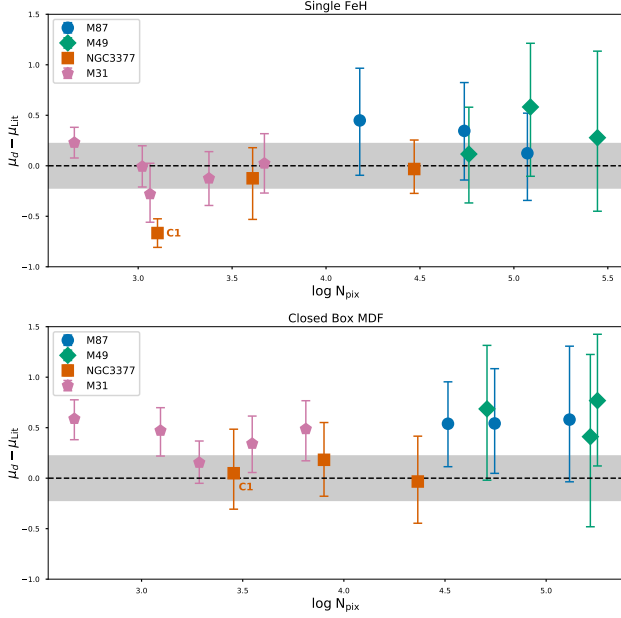 Single FeH
M87
M49
NGC3377
M31
C1
1.5
1.0
0.5
0.0
−0.5
−1.0
μd − μLit
3.0
3.5
4.0
4.5
5.0
5.5
log Npix
Closed Box MDF
M87
M49
NGC3377
M31
C1
1.5
1.0
0.5
0.0
−0.5
−1.0
μd − μLit
3.0
3.5
4.0
4.5
5.0
log Npix